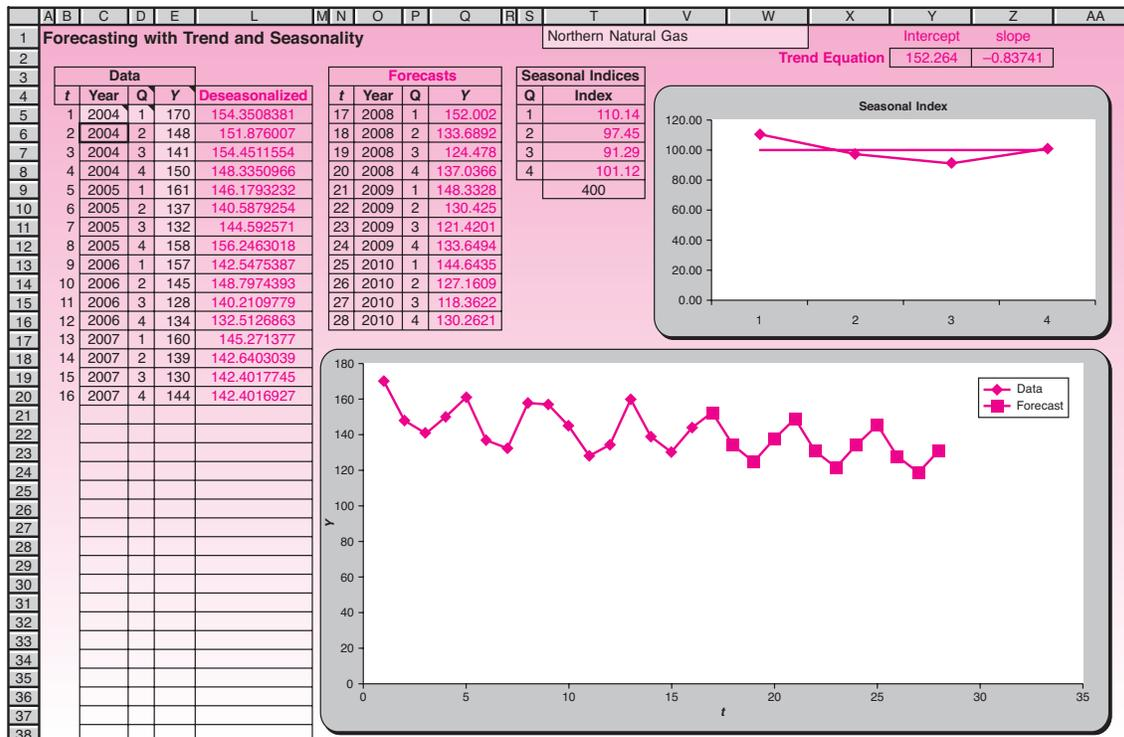 A B C D E L M N O P Q R S T V W X Y Z AA
1 Forecasting with Trend and Seasonality Northern Natural Gas Intercept slope
2 Trend Equation 152.264 –0.83741
3 Data Forecasts Seasonal Indices
4 t Year Q Y Deseasonalized t Year Q Y Q Index
5 1 2004 1 170 154.3508381 17 2008 1 152.002 1 110.14
6 2 2004 2 148 151.876007 18 2008 2 133.6892 2 97.45
7 3 2004 3 141 154.4511554 19 2008 3 124.478 3 91.29
8 4 2004 4 150 148.3350966 20 2008 4 137.0366 4 101.12
9 5 2005 1 161 146.1793232 21 2009 1 148.3328 400
10 6 2005 2 137 140.5879254 22 2009 2 130.425
11 7 2005 3 132 144.592571 23 2009 3 121.4201
12 8 2005 4 158 156.2463018 24 2009 4 133.6494
13 9 2006 1 157 142.5475387 25 2010 1 144.6435
14 10 2006 2 145 148.7974393 26 2010 2 127.1609
15 11 2006 3 128 140.2109779 27 2010 3 118.3622
16 12 2006 4 134 132.5126863 28 2010 4 130.2621
17 13 2007 1 160 145.271377
18 14 2007 2 139 142.6403039
19 15 2007 3 130 142.4017745
20 16 2007 4 144 142.4016927
21
22
23
24
25
26
27
28
29
30
31
32
33
34
35
36
37
38
Seasonal Index
120.00
100.00
80.00
60.00
40.00
20.00
0.00
1 2 3 4
180
160
140
120
100
80
60
40
20
0
Y
Data
Forecast
0 5 10 15 20 25 30 35
t